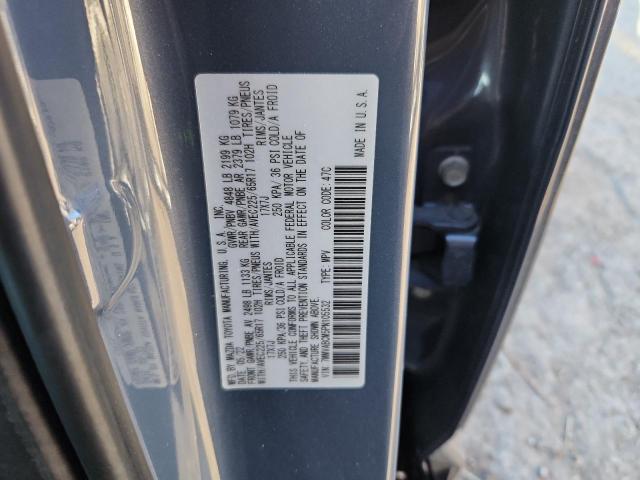 MFD BY MAZDA TOYOTA MANUFACTURING, U.S.A., INC.
DATE 05/22 GVWR/PNBV 4848 LB 2199 KG
FRONT GAWR/PNBE AV 2498 LB 1133 KG REAR GAWR/PNBE AR 2379 LB 1079 KG
WITH/AVEC225/65R17 102H TIRES/PNEUS WITH/AVEC225/65R17 102H TIRES/PNEUS
17X7J RIMS/JANTES 17X7J RIMS/JANTES
250 KPA/36 PSI COLD/A FROID 250 KPA/36 PSI COLD/A FROID
THIS VEHICLE CONFORMS TO ALL APPLICABLE FEDERAL MOTOR VEHICLE
SAFETY, AND THEFT PREVENTION STANDARDS IN EFFECT ON THE DATE OF
MANUFACTURE SHOWN ABOVE.
TYPE: MPV COLOR CODE: 47C
MADE IN U.S.A.